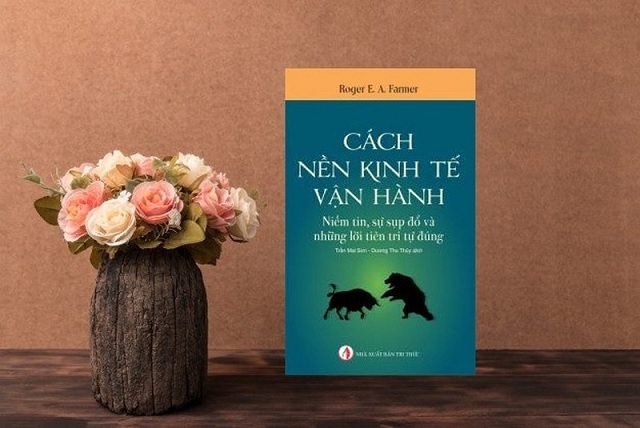 Roger E. A. Farmer
CÁCH
NỀN KINH TẾ
VẬN HÀNH
Niềm tin, sự sụp đổ và
những lời tiên tri tự đúng
Trần Mai Sơn - Dương Thu Thủy dịch
NHÀ XUẤT BẢN TRI THỨC